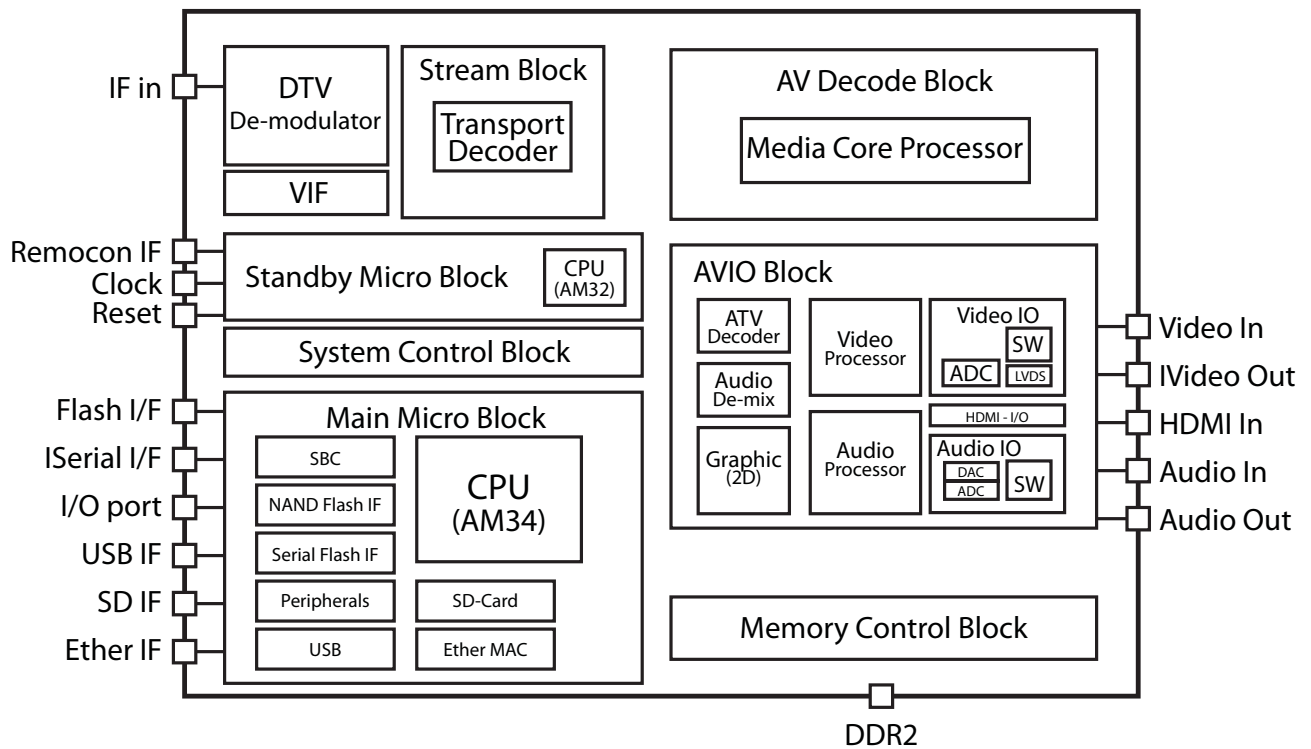 IF in
Remocon IF
Clock
Reset
Flash I/F
ISerial I/F
I/O port
USB IF
SD IF
Ether IF
DTV
De-modulator
VIF
Stream Block
Transport
Decoder
Standby Micro Block
CPU
(AM32)
System Control Block
Main Micro Block
SBC
NAND Flash IF
Serial Flash IF
Peripherals
USB
CPU
(AM34)
SD-Card
Ether MAC
AV Decode Block
Media Core Processor
AVIO Block
ATV
Decoder
Audio
De-mix
Graphic
(2D)
Video
Processor
Audio
Processor
Video IO
SW
ADC
LVDS
HDMI - I/O
Audio IO
DAC
ADC
SW
Memory Control Block
Video In
IVideo Out
HDMI In
Audio In
Audio Out
DDR2